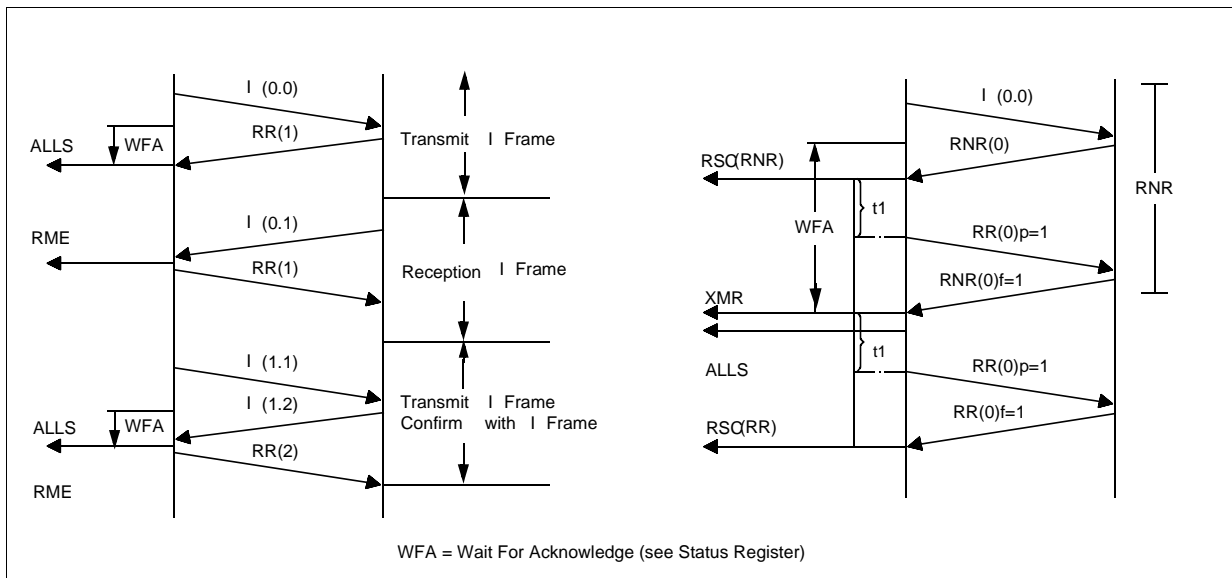 I (0.0)
RR(1)
WFA
ALLS
Transmit I Frame
I (0.1)
RME
RR(1)
Reception I Frame
I (1.1)
I (1.2)
Transmit I Frame
Confirm with I Frame
WFA
ALLS
RR(2)
RME
I (0.0)
RNR(0)
RSC(RNR)
RNR
t1
WFA
RR(0)p=1
RNR(0)f=1
XMR
t1
ALLS
RR(0)p=1
RR(0)f=1
RSC(RR)
WFA = Wait For Acknowledge (see Status Register)